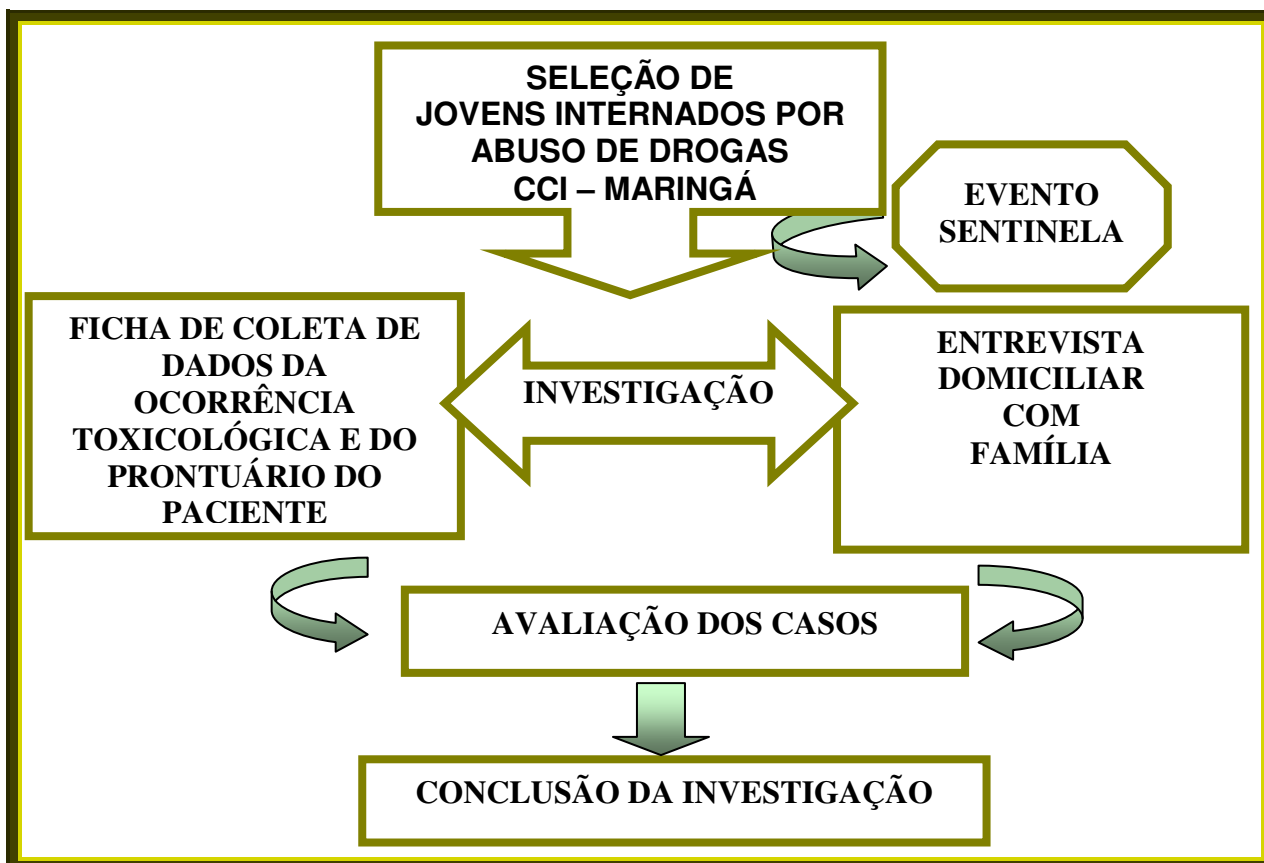 SELEÇÃO DE
JOVENS INTERNADOS POR
ABUSO DE DROGAS
CCI – MARINGÁ
EVENTO
SENTINELA
FICHA DE COLETA DE
DADOS DA
OCORRÊNCIA
TOXICOLÓGICA E DO
PRONTUÁRIO DO
PACIENTE
INVESTIGAÇÃO
ENTREVISTA
DOMICILIAR
COM
FAMÍLIA
AVALIAÇÃO DOS CASOS
CONCLUSÃO DA INVESTIGAÇÃO